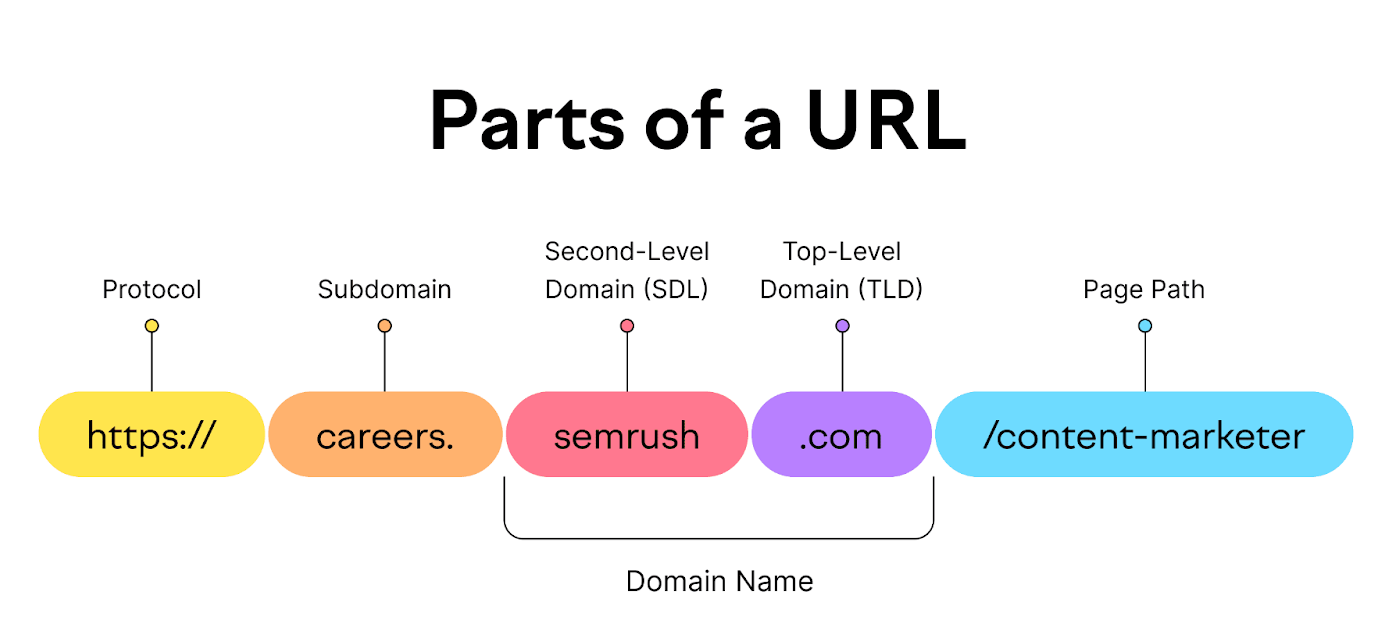 Parts of a URL
Protocol
Subdomain
Second-Level
Domain (SDL)
Top-Level
Domain (TLD)
Page Path
https://
careers.
semrush
.com
/content-marketer
Domain Name